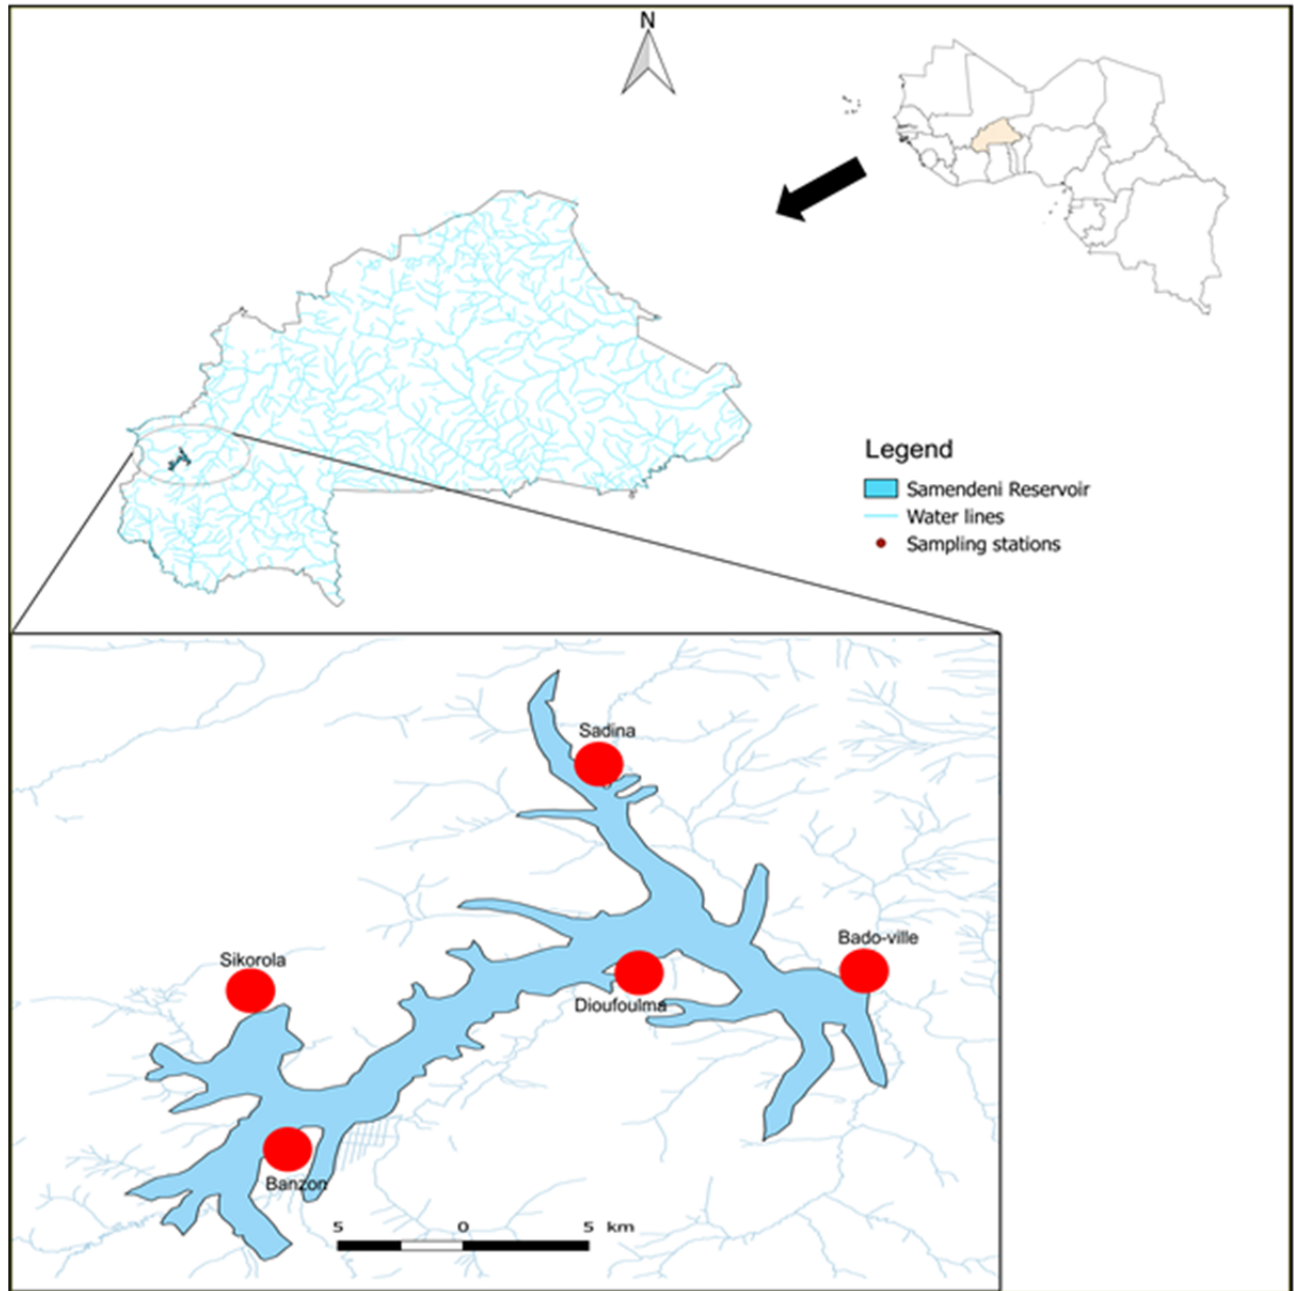 N
Legend
Samendeni Reservoir
Water lines
Sampling stations
Sadina
Bado-ville
Sikorola
Dioufoulma
Banzon
5 0 5 km